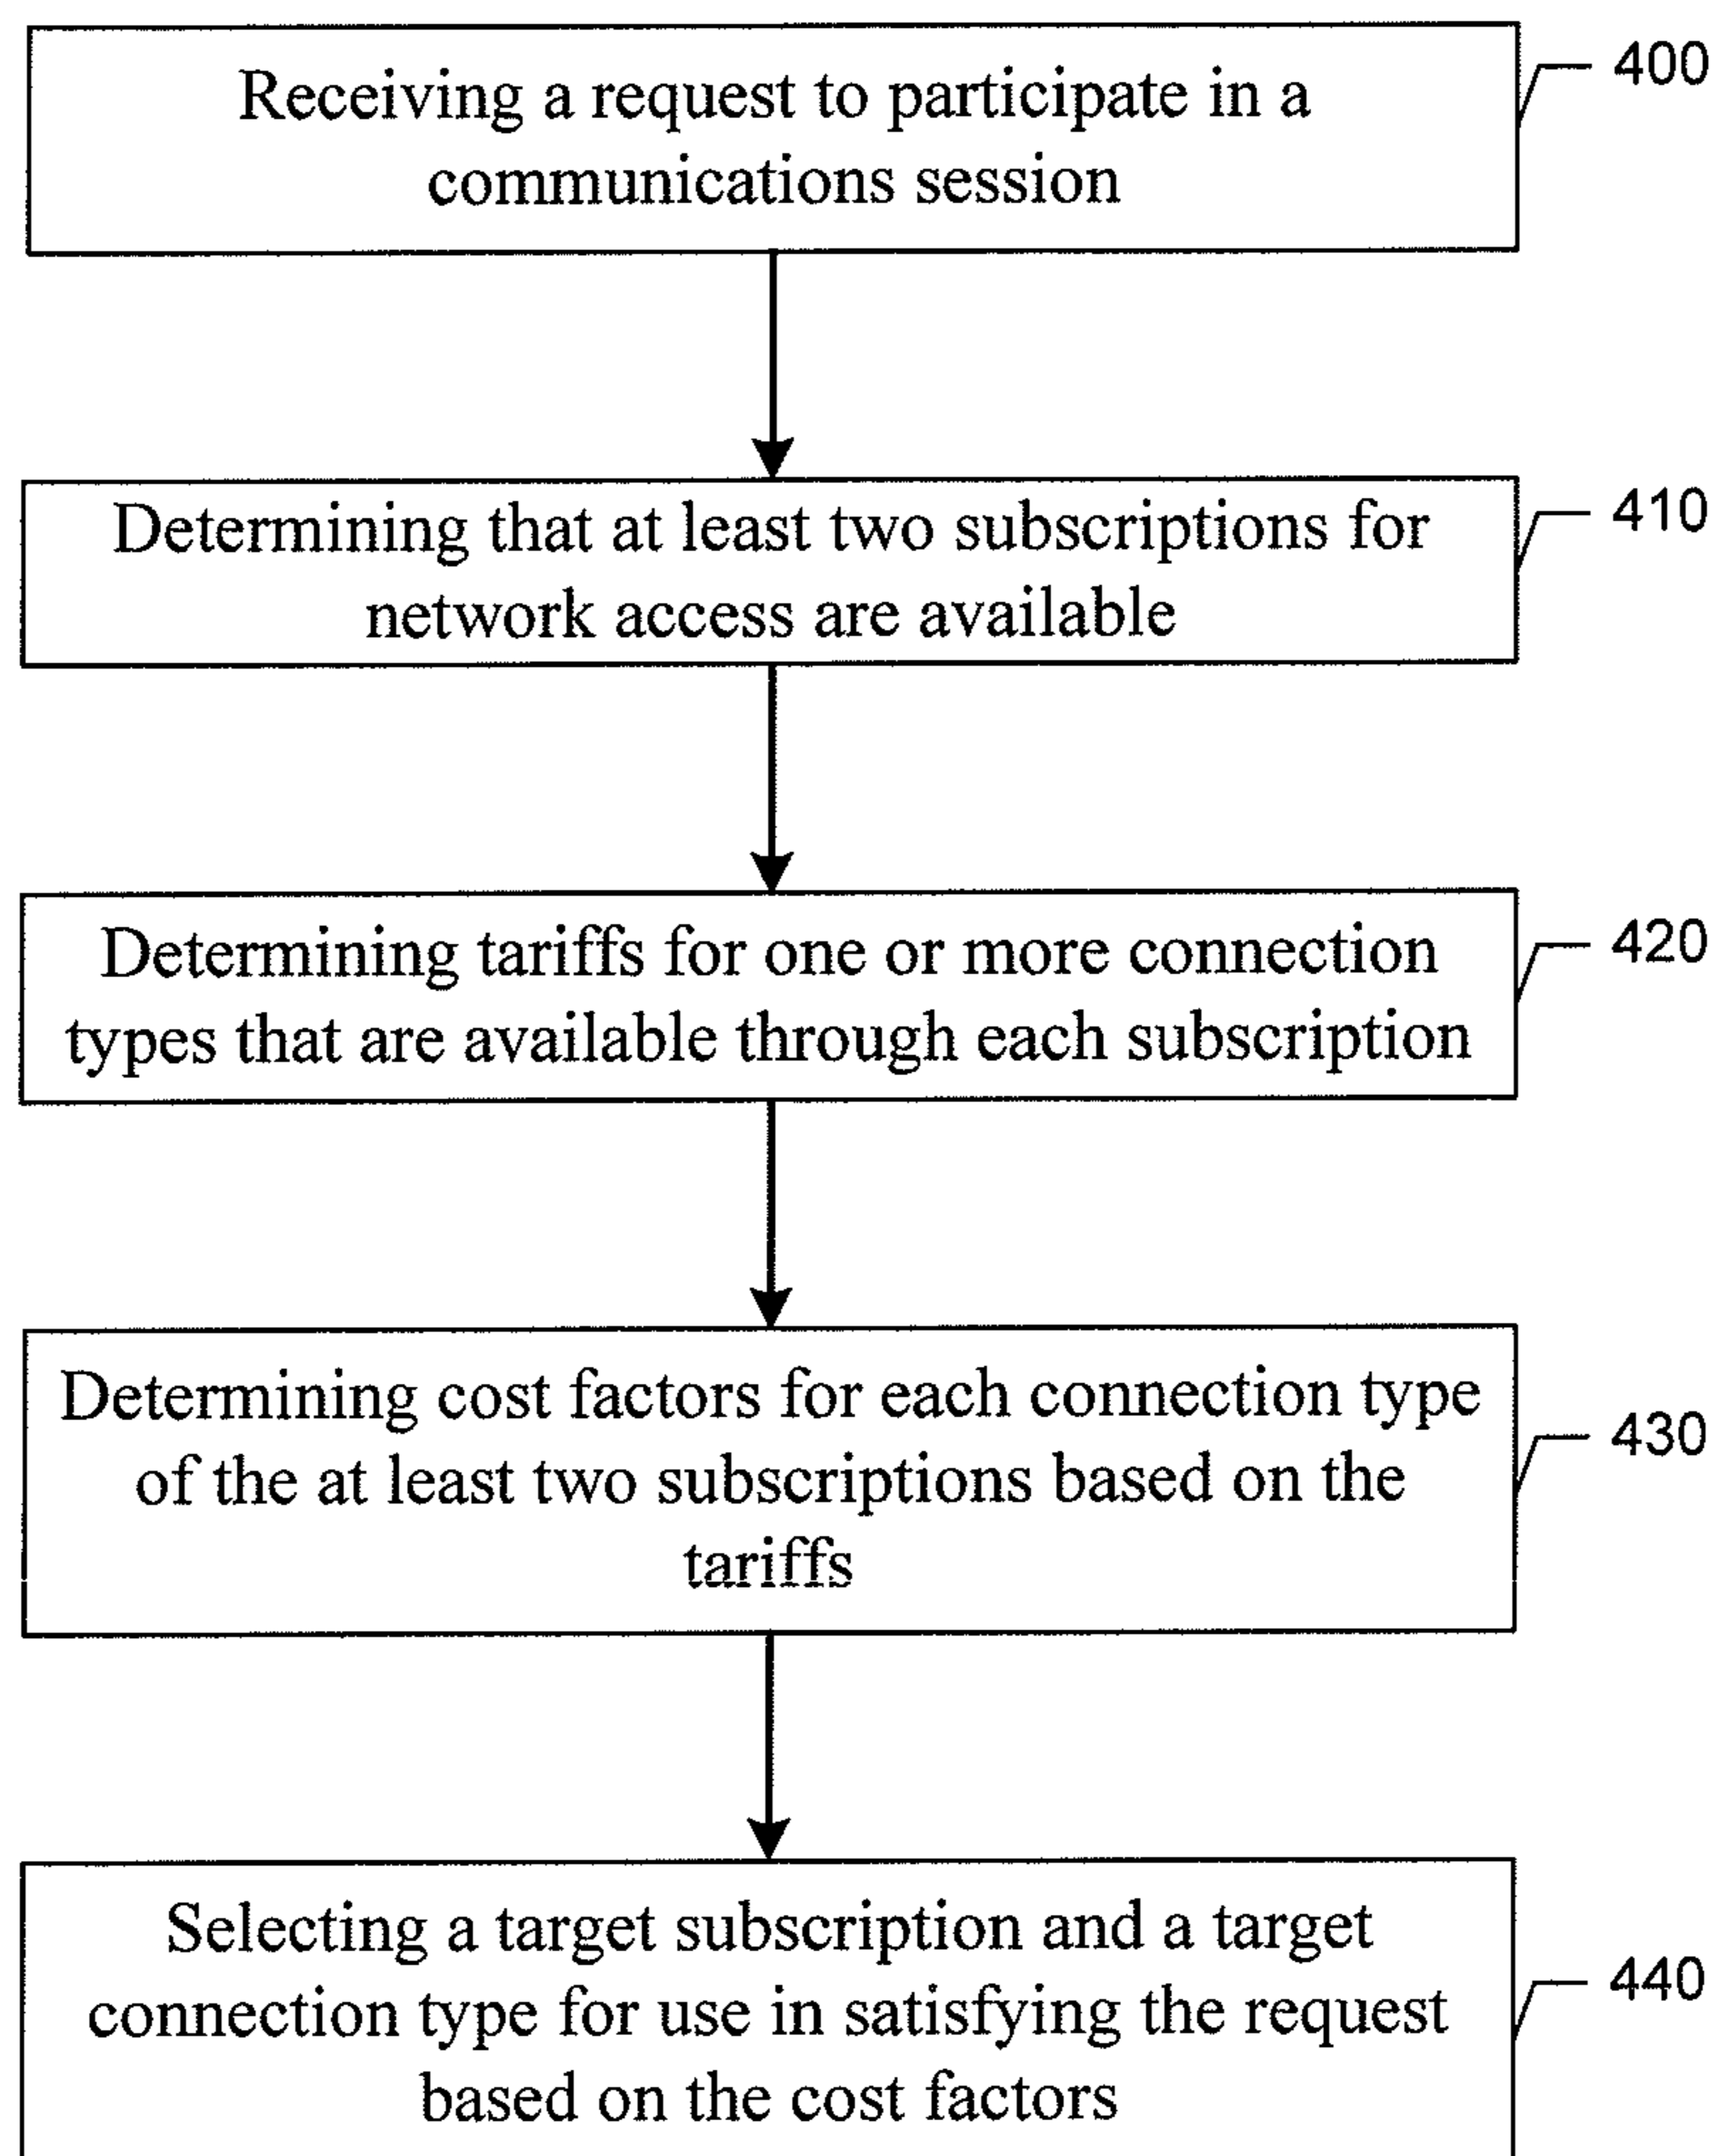 Receiving a request to participate in a
communications session
400
Determining that at least two subscriptions for
network access are available
410
Determining tariffs for one or more connection
types that are available through each subscription
420
Determining cost factors for each connection type
of the at least two subscriptions based on the
tariffs
430
Selecting a target subscription and a target
connection type for use in satisfying the request
based on the cost factors
440